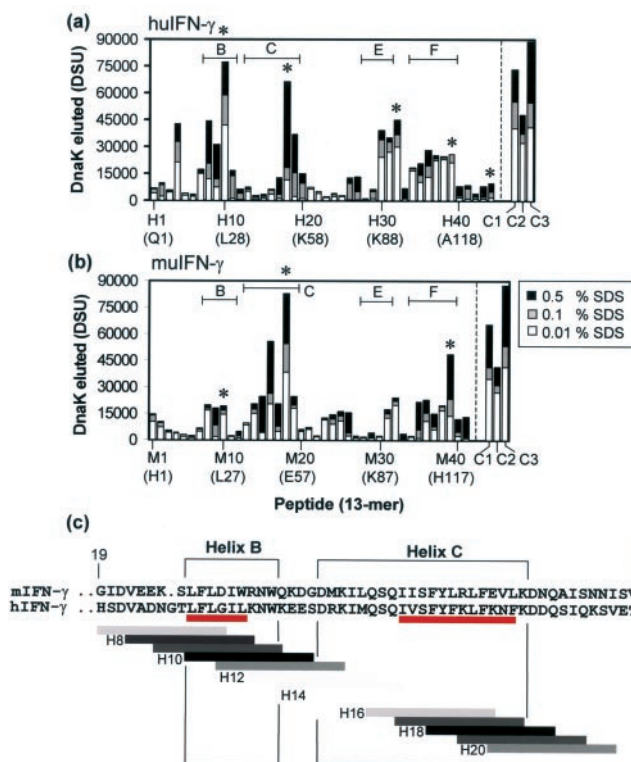 (a) huIFN-γ
DnaK eluted (DSU)
90000
75000
60000
45000
30000
15000
0
* B C * E * F * *
H1 H10 H20 H30 H40 C1 C2 C3
(Q1) (L28) (K58) (K88) (A118)
(b) muIFN-γ
DnaK eluted (DSU)
90000
75000
60000
45000
30000
15000
0
B * * C E F *
0.5 % SDS
0.1 % SDS
0.01 % SDS
M1 M10 M20 M30 M40 C1 C2 C3
(H1) (L27) (E57) (K87) (H117)
Peptide (13-mer)
(c)
19 Helix B Helix C
mIFN-γ ..GIDVEEK.SLFLDIWRNWQKDGDMKILQSQIISFYLRLFEVLKDNQAISNNISV
hIFN-γ ..HSDVADNGTLFLGILKNWKEESDRKIMQSQIVSFYFKLFKNFKDDQSIQKSVET
H8
H10
H12
H14
H16
H18
H20